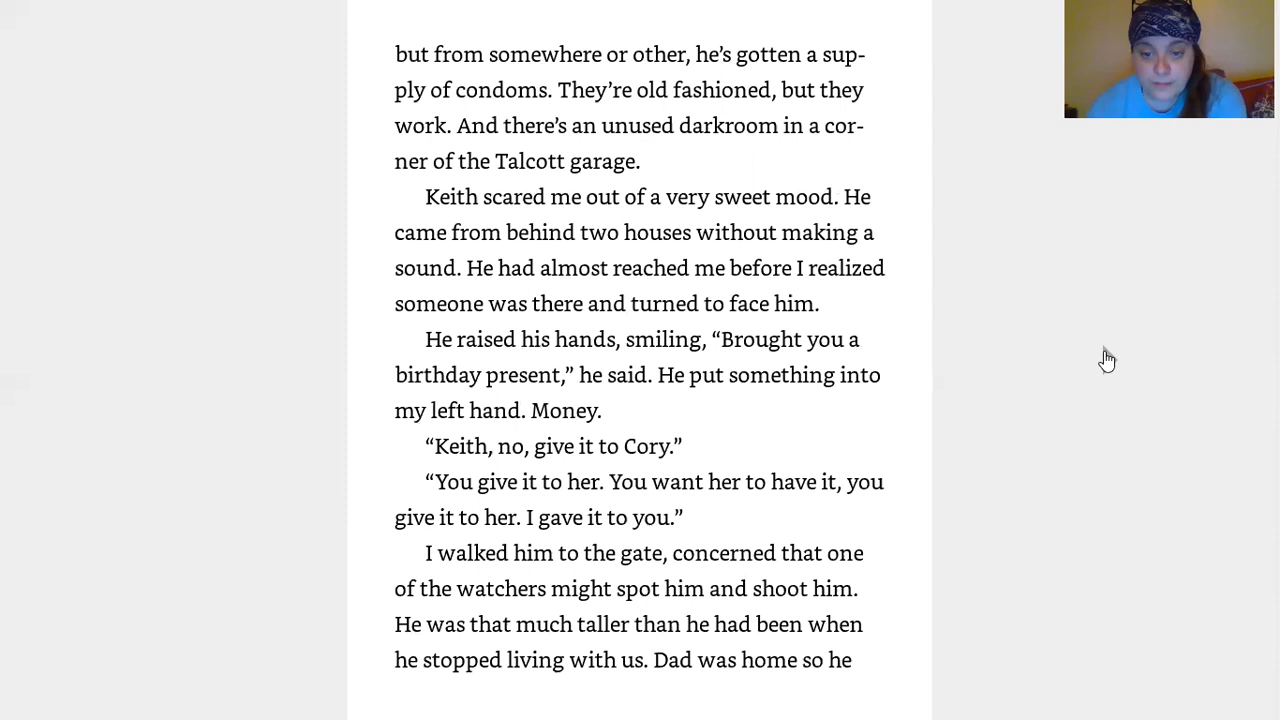 but from somewhere or other, he’s gotten a sup-
ply of condoms. They’re old fashioned, but they
work. And there’s an unused darkroom in a cor-
ner of the Talcott garage.
Keith scared me out of a very sweet mood. He
came from behind two houses without making a
sound. He had almost reached me before I realized
someone was there and turned to face him.
He raised his hands, smiling, “Brought you a
birthday present,” he said. He put something into
my left hand. Money.
“Keith, no, give it to Cory.”
“You give it to her. You want her to have it, you
give it to her. I gave it to you.”
I walked him to the gate, concerned that one
of the watchers might spot him and shoot him.
He was that much taller than he had been when
he stopped living with us. Dad was home so he